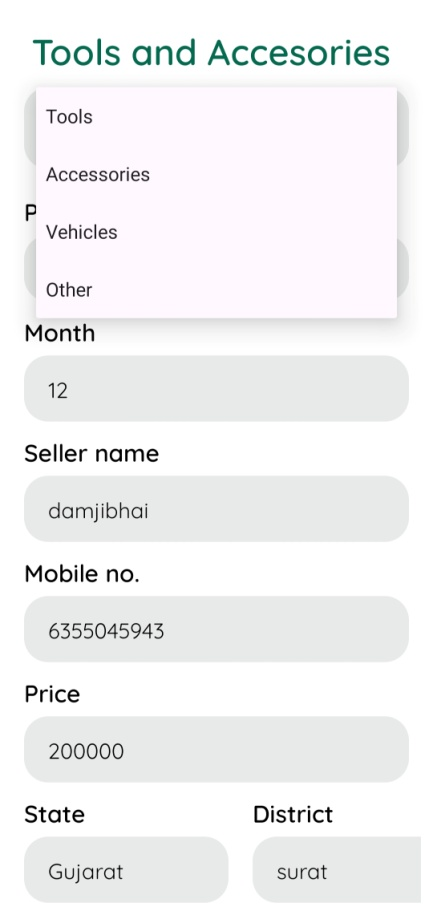 Tools and Accesories
Tools
Accessories
P
Vehicles
Other
Month
12
Seller name
damjibhai
Mobile no.
6355045943
Price
200000
State District
Gujarat surat